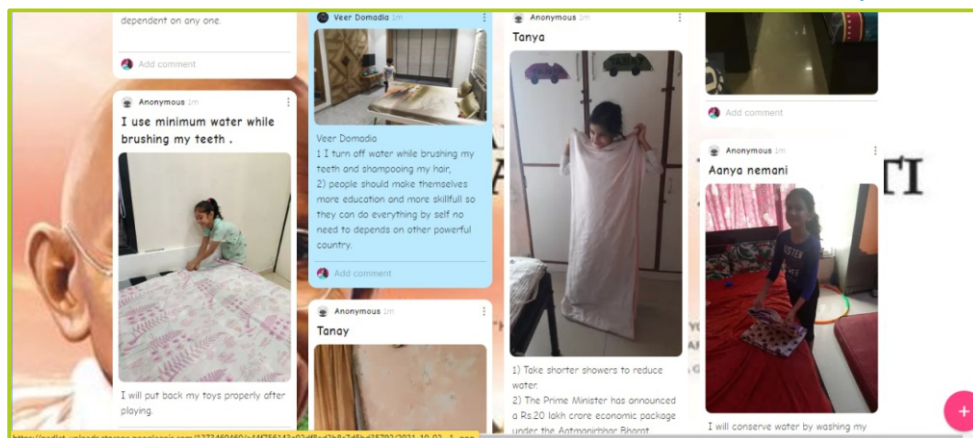 dependent on any one.
Add comment
Anonymous 1m
I use minimum water while
brushing my teeth .
I will put back my toys properly after
playing.
Veer Domadia 1m
Veer Domadia
1 I turn off water while brushing my
teeth and shampooing my hair,
2) people should make themselves
more education and more skillfull so
they can do everything by self no
need to depends on other powerful
country.
Add comment
Anonymous 1m
Tanay
Anonymous 1m
Tanya
1) Take shorter showers to reduce
water.
2) The Prime Minister has announced
a Rs.20 lakh crore economic package
under the Aatmanirbhar Bharat
Add comment
Anonymous 1m
Aanya nemani
I will conserve water by washing my
TI